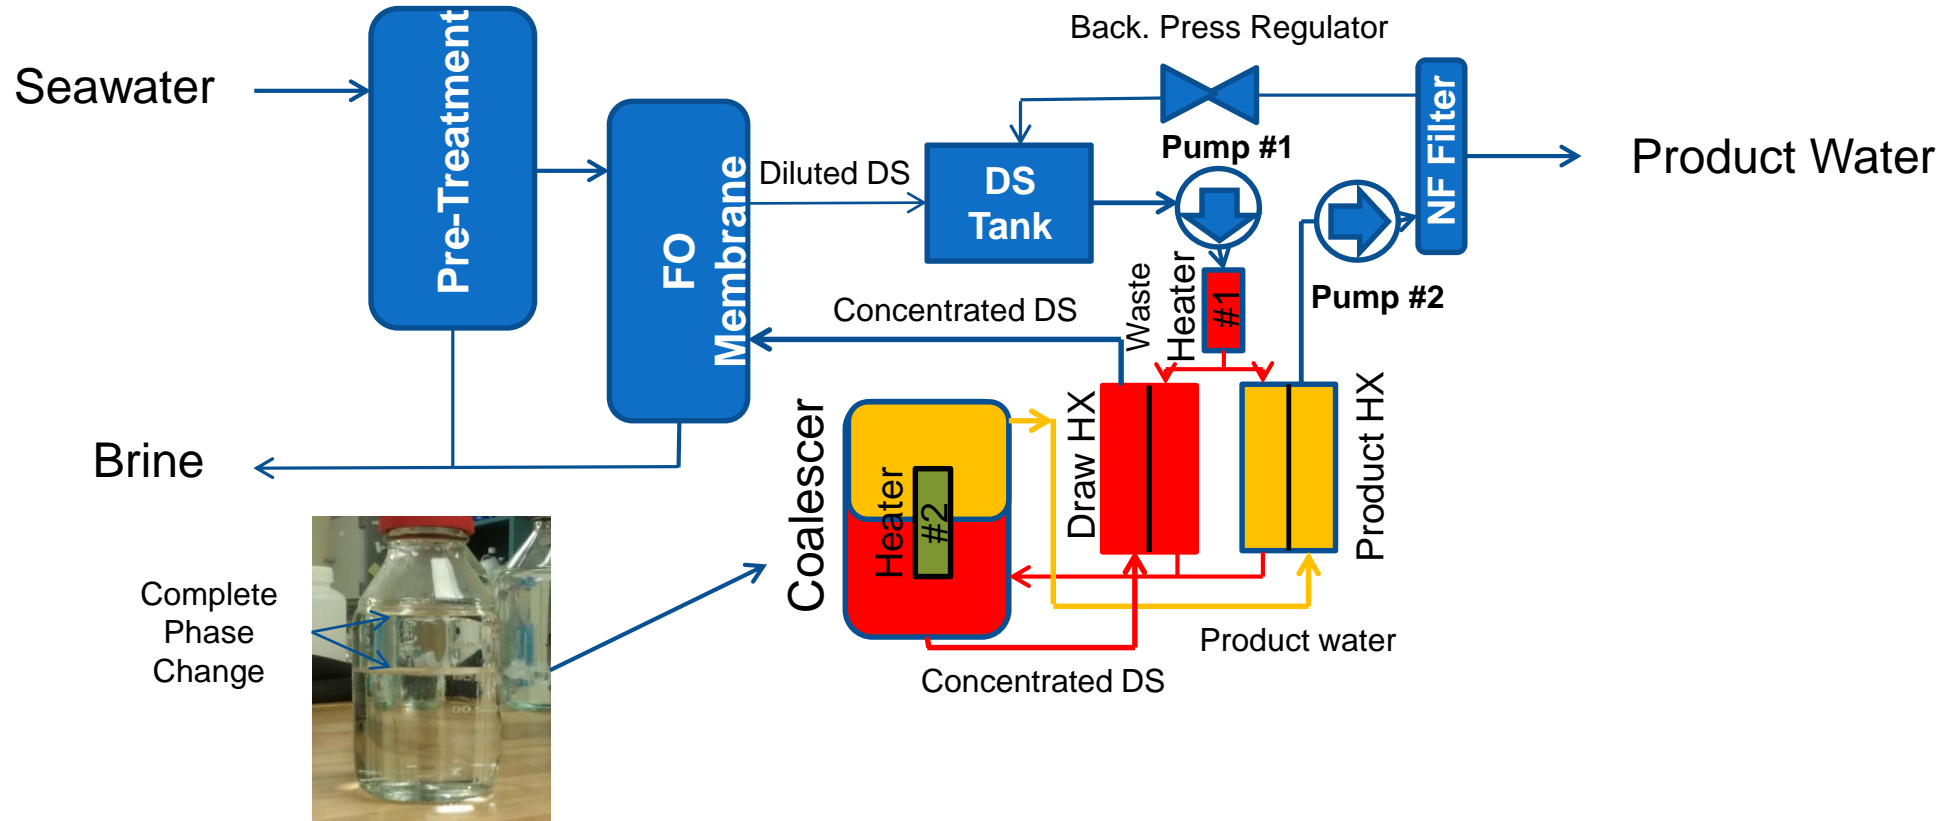 Back. Press Regulator
Seawater
Pre-Treatment
FO
Membrane
Diluted DS
DS
Tank
Pump #1
NF Filter
Product Water
Pump #2
Waste
Heater
#1
Concentrated DS
Brine
Coalescer
Heater
#2
Draw HX
Product HX
Complete
Phase
Change
Product water
Concentrated DS